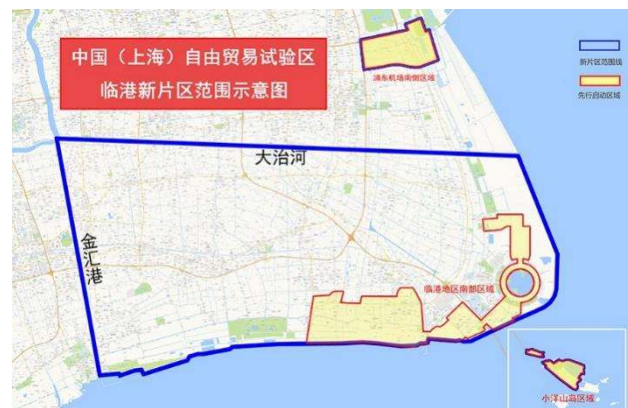 中国（上海）自由贸易试验区
临港新片区范围示意图
浦东机场南侧区域
新片区范围线
先行启动区域
大治河
金汇港
临港地区南部区域
小洋山岛区域